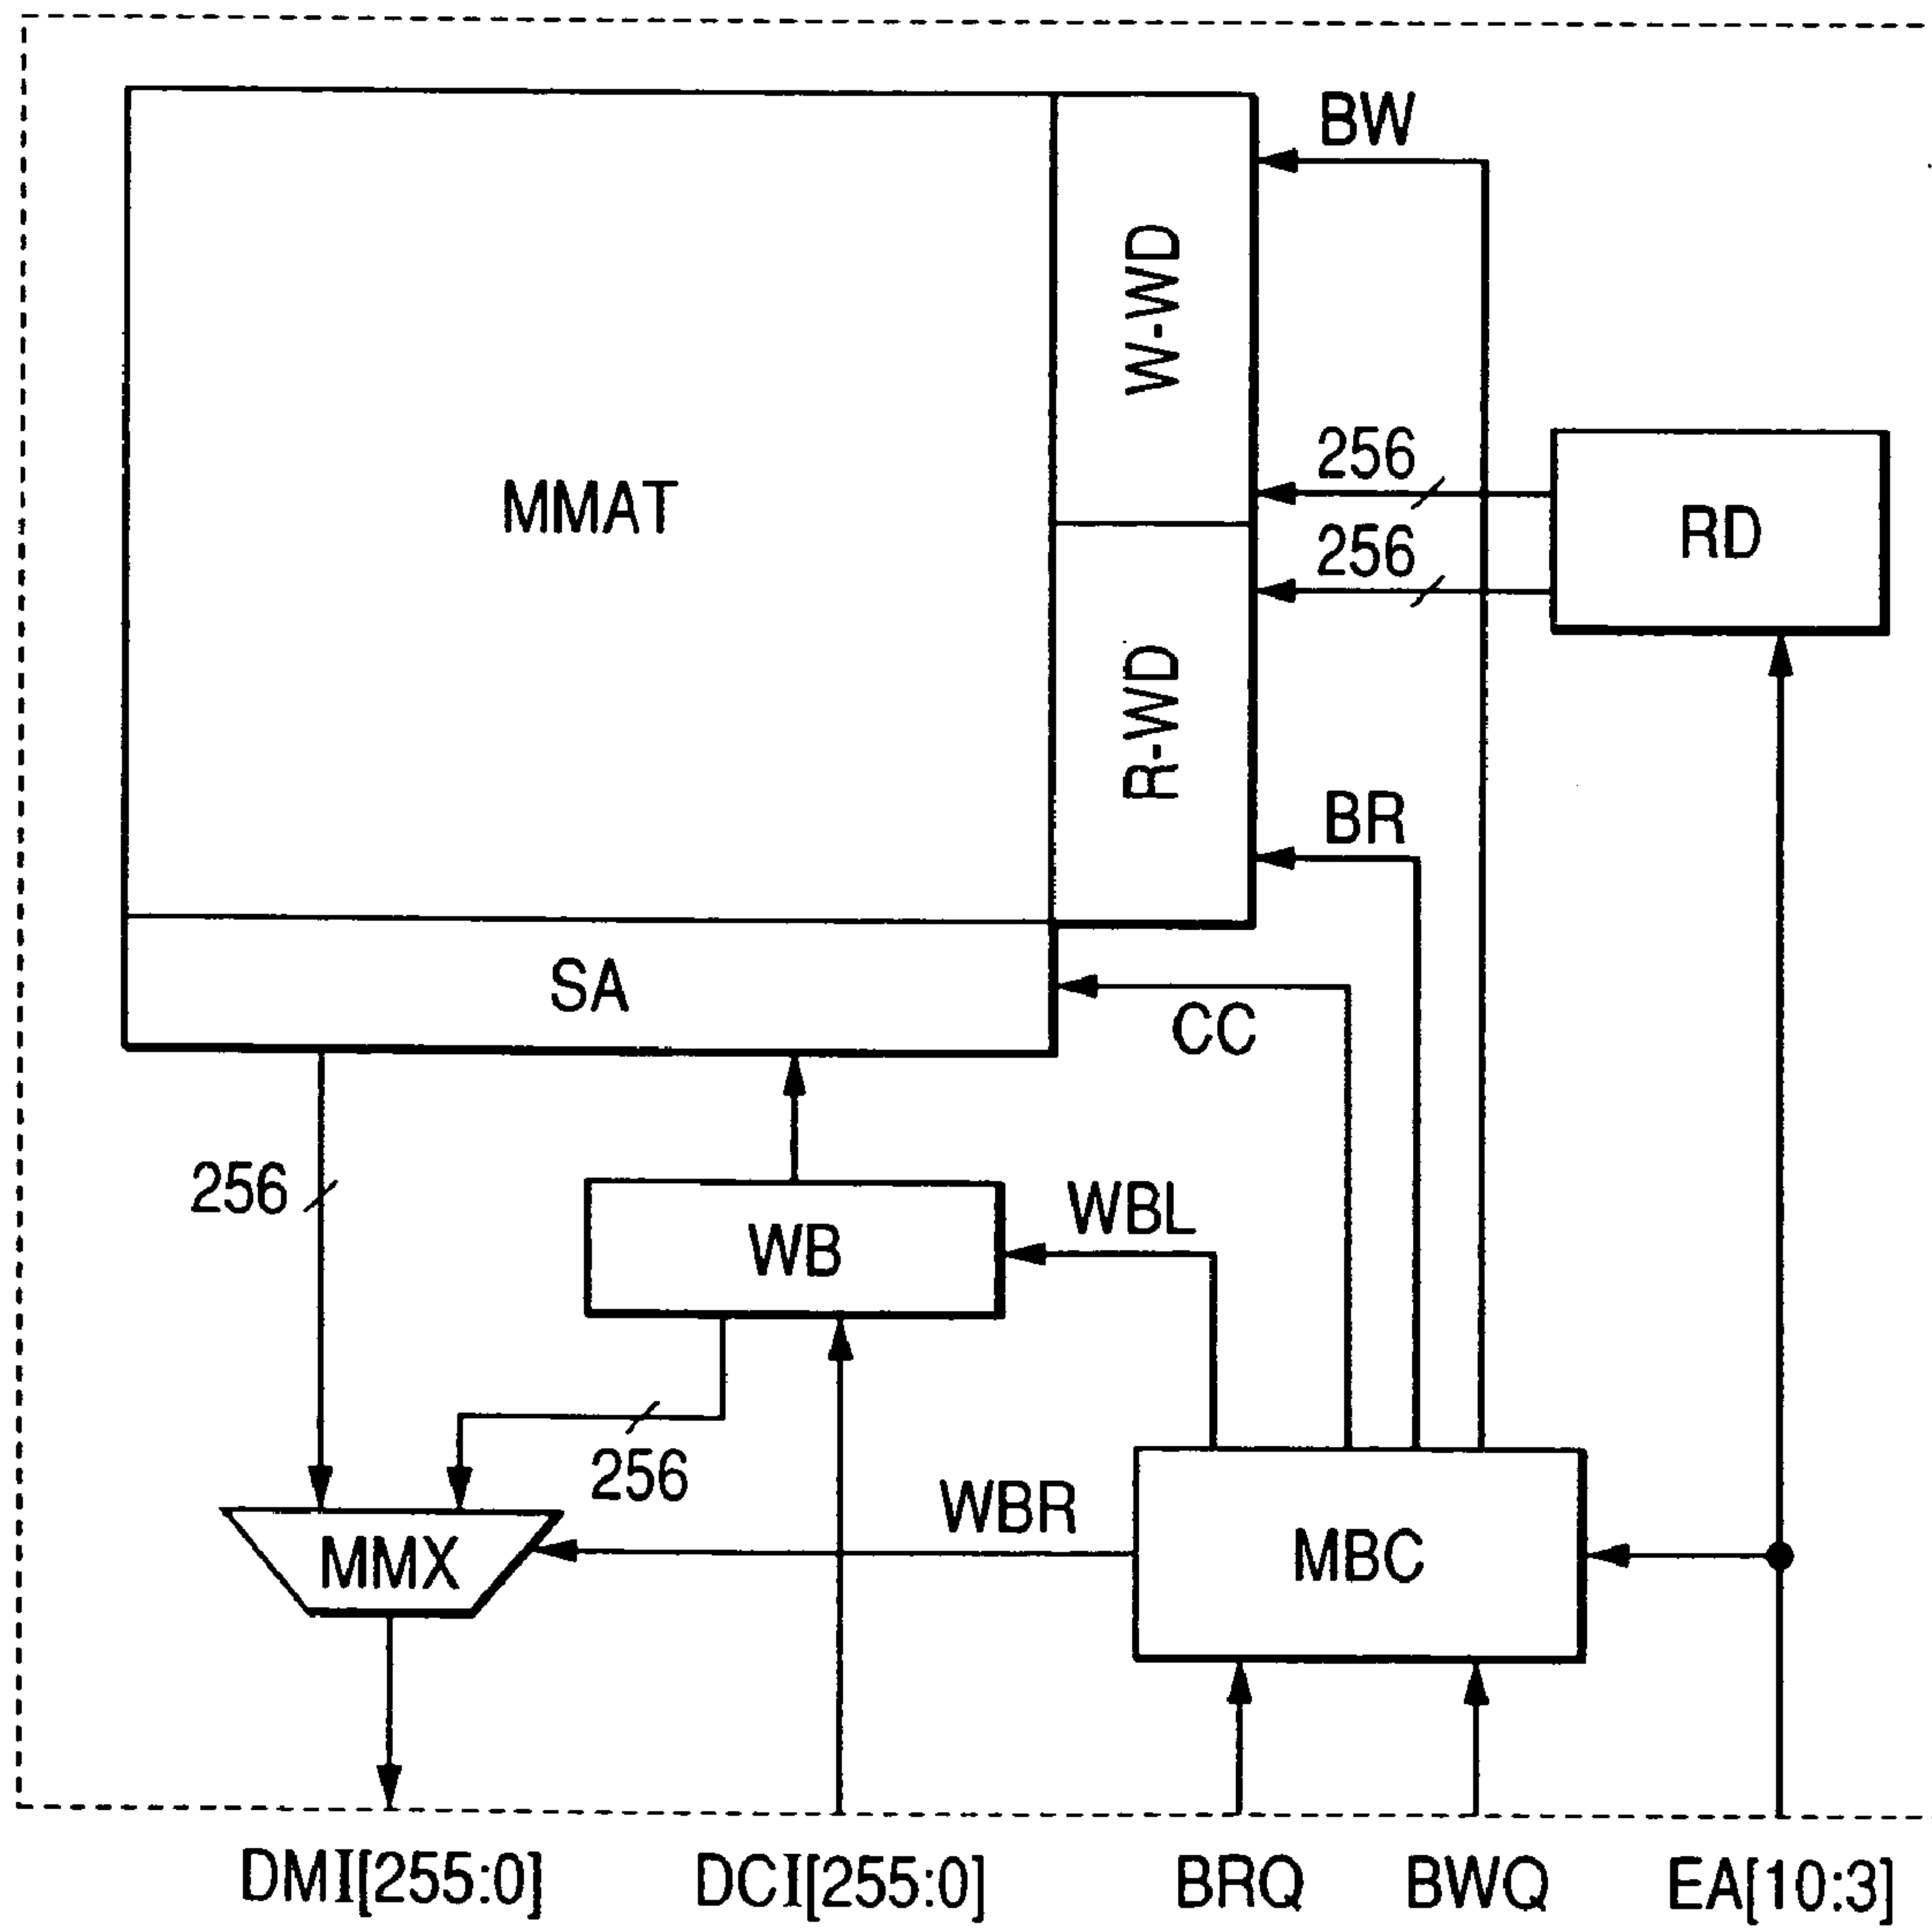 BW
W-WD
256
RD
MMAT
256
R-WD
BR
SA
CC
256
WBL
WB
256
WBR
MMX
MBC
DMI[255:0]
DCI[255:0]
BRQ
BWQ
EA[10:3]